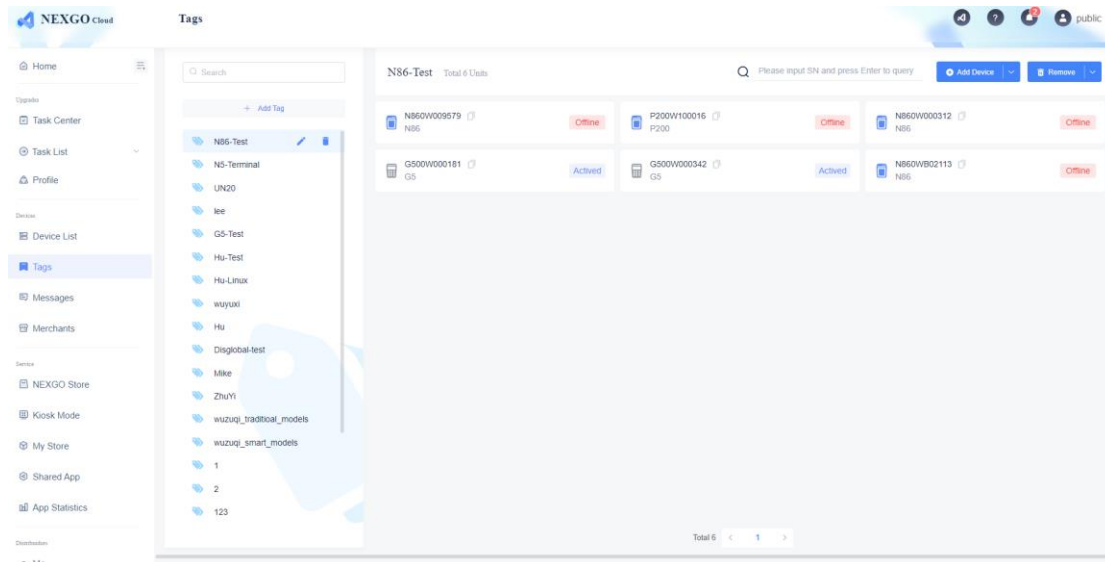 NEXGO Cloud
Tags
2
public
Home
Upgrades
Task Center
Task List
Profile
Devices
Device List
Tags
Messages
Merchants
Service
NEXGO Store
Kiosk Mode
My Store
Shared App
App Statistics
Distribution
Search
+ Add Tag
N86-Test
N5-Terminal
UN20
lee
G5-Test
Hu-Test
Hu-Linux
wuyuxi
Hu
Disglobal-test
Mike
ZhuYi
wuzuqi_traditioal_models
wuzuqi_smart_models
1
2
123
N86-Test Total 6 Units
Please input SN and press Enter to query
Add Device
Remove
N860W009579
N86
Offline
P200W100016
P200
Offline
N860W000312
N86
Offline
G500W000181
G5
Actived
G500W000342
G5
Actived
N860WB02113
N86
Offline
Total 6 < 1 >